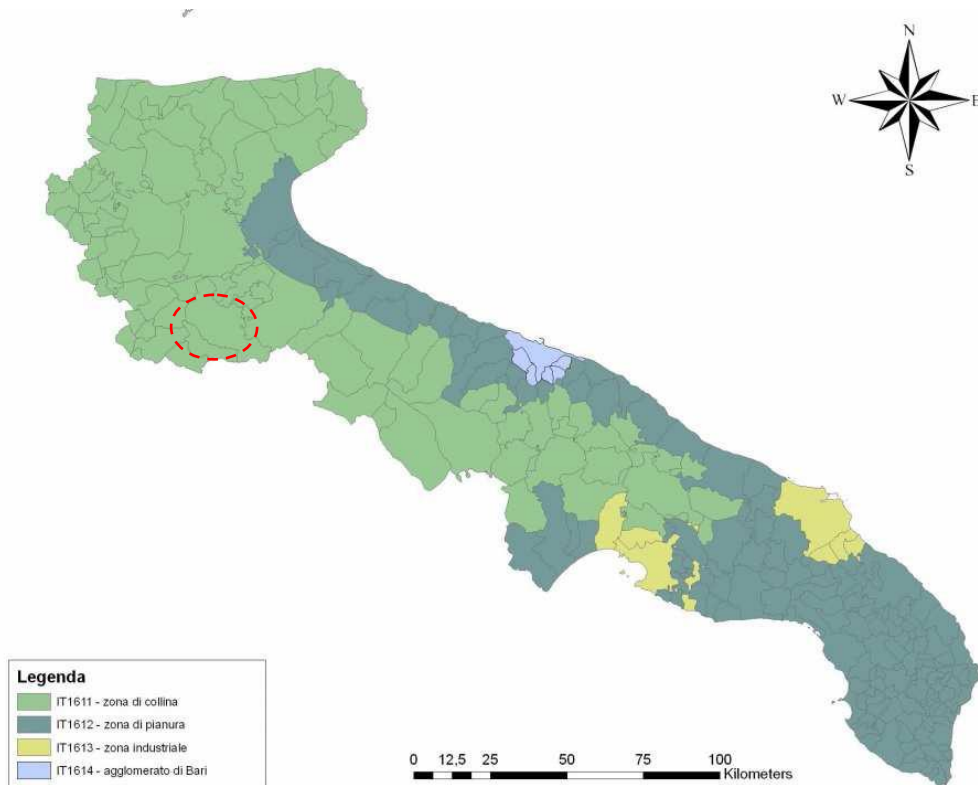 N
W
E
S
Legenda
IT1611 - zona di collina
IT1612 - zona di pianura
IT1613 - zona industriale
IT1614 - agglomerato di Bari
0 12,5 25 50 75 100
Kilometers